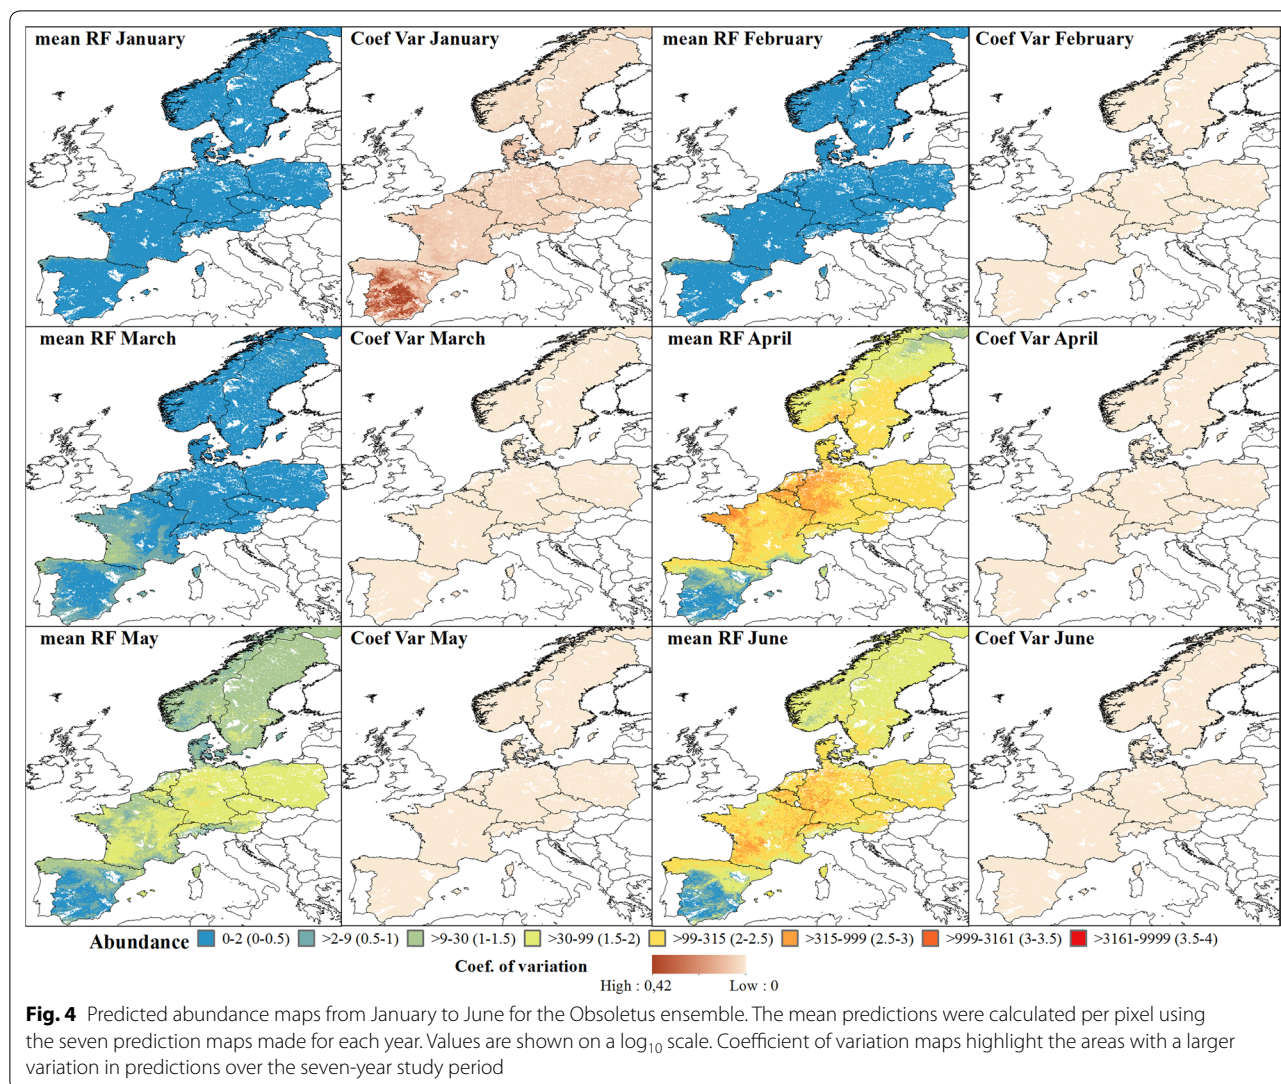 mean RF January
Coef Var January
mean RF February
Coef Var February
mean RF March
Coef Var March
mean RF April
Coef Var April
mean RF May
Coef Var May
mean RF June
Coef Var June
Abundance 0-2 (0-0.5) >2-9 (0.5-1) >9-30 (1-1.5) >30-99 (1.5-2) >99-315 (2-2.5) >315-999 (2.5-3) >999-3161 (3-3.5) >3161-9999 (3.5-4)
Coef. of variation
High : 0,42 Low : 0
Fig. 4 Predicted abundance maps from January to June for the Obsoletus ensemble. The mean predictions were calculated per pixel using
the seven prediction maps made for each year. Values are shown on a log10 scale. Coefficient of variation maps highlight the areas with a larger
variation in predictions over the seven-year study period